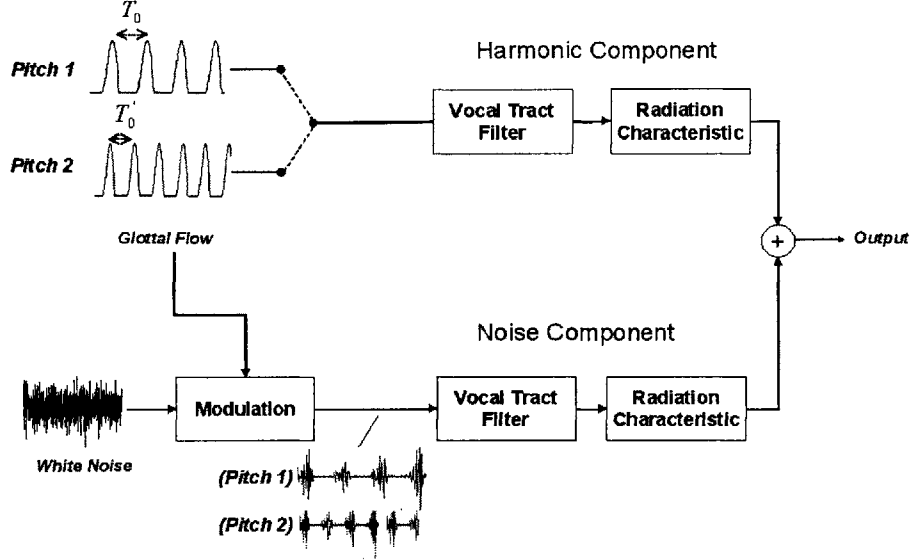 T0
Harmonic Component
Pitch 1
Vocal Tract
Filter
Radiation
Characteristic
T0'
Pitch 2
Glottal Flow
+
Output
Noise Component
Modulation
Vocal Tract
Filter
Radiation
Characteristic
White Noise
(Pitch 1)
(Pitch 2)